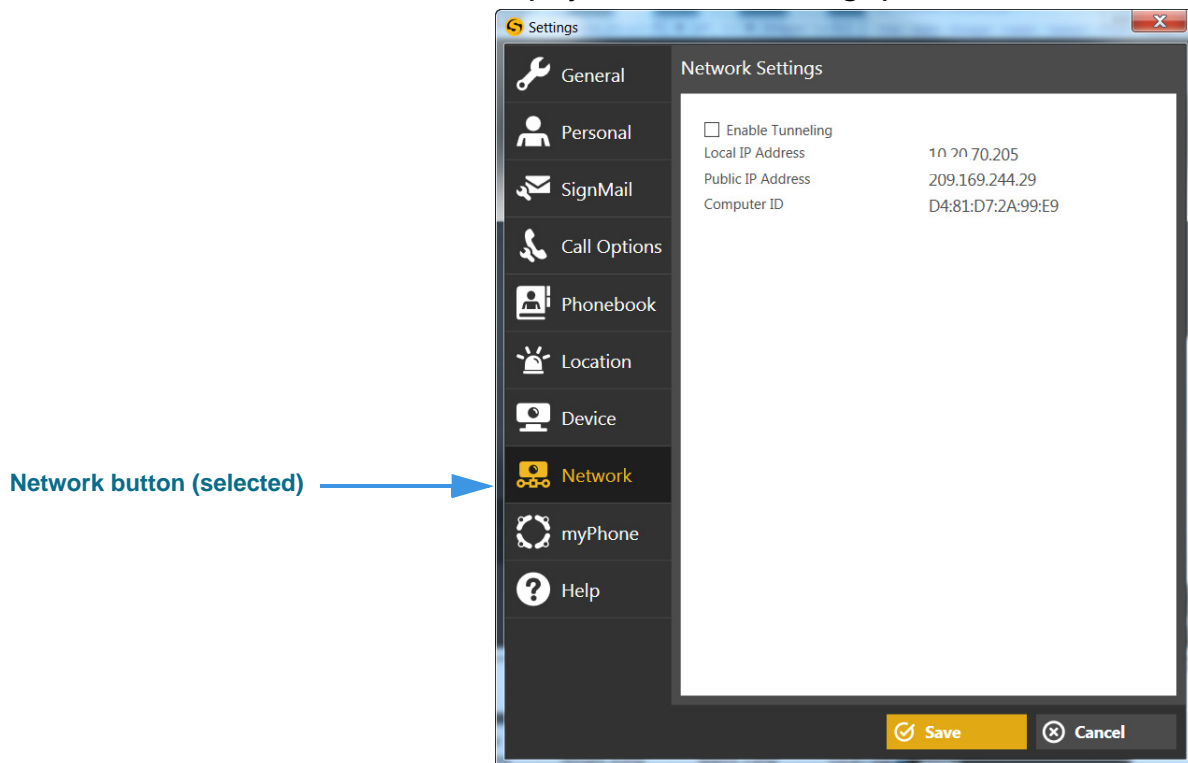 Settings
X
General
Personal
SignMail
Call Options
Phonebook
Location
Device
Network
myPhone
Help
Network Settings
Enable Tunneling
Local IP Address 10.20.70.205
Public IP Address 209.169.244.29
Computer ID D4:81:D7:2A:99:E9
Network button (selected)
Save Cancel